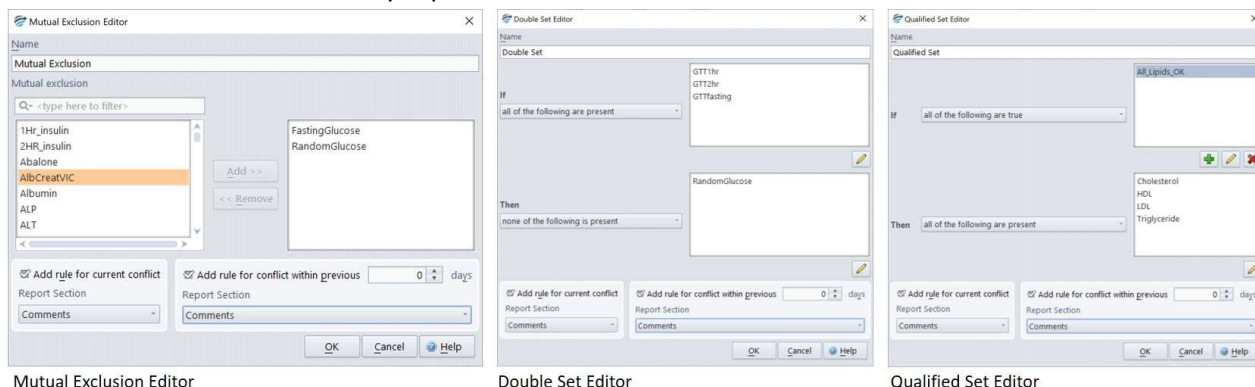 Mutual Exclusion Editor
Name
Mutual Exclusion
Mutual exclusion
<type here to filter>
1Hr_insulin
2HR_insulin
Abalone
AlbCreatVIC
Albumin
ALP
ALT
Add >>
<< Remove
FastingGlucose
RandomGlucose
Add rule for current conflict
Report Section
Comments
Add rule for conflict within previous 0 days
Report Section
Comments
OK Cancel Help
Mutual Exclusion Editor
Double Set Editor
Name
Double Set
If
all of the following are present
GTT1hr
GTT2hr
GTTfasting
Then
none of the following is present
RandomGlucose
Add rule for current conflict
Report Section
Comments
Add rule for conflict within previous 0 days
Report Section
Comments
OK Cancel Help
Double Set Editor
Qualified Set Editor
Name
Qualified Set
If all of the following are true
All_Lipids_OK
Then all of the following are present
Cholesterol
HDL
LDL
Triglyceride
Add rule for current conflict
Report Section
Comments
Add rule for conflict within previous 0 days
Report Section
Comments
OK Cancel Help
Qualified Set Editor